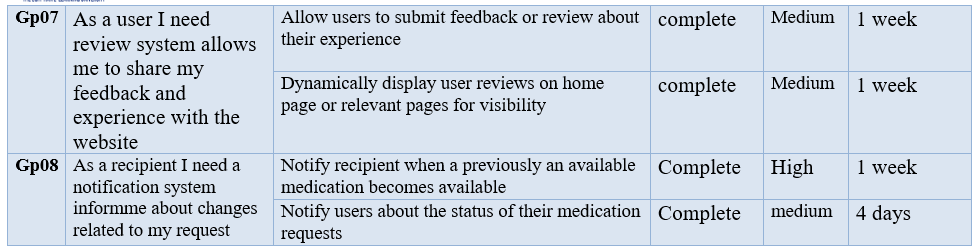 Gp07
As a user I need
review system allows
me to share my
feedback and
experience with the
website
Allow users to submit feedback or review about
their experience
complete
Medium
1 week
Dynamically display user reviews on home
page or relevant pages for visibility
complete
Medium
1 week
Gp08
As a recipient I need a
notification system
informme about changes
related to my request
Notify recipient when a previously an available
medication becomes available
Complete
High
1 week
Notify users about the status of their medication
requests
Complete
medium
4 days